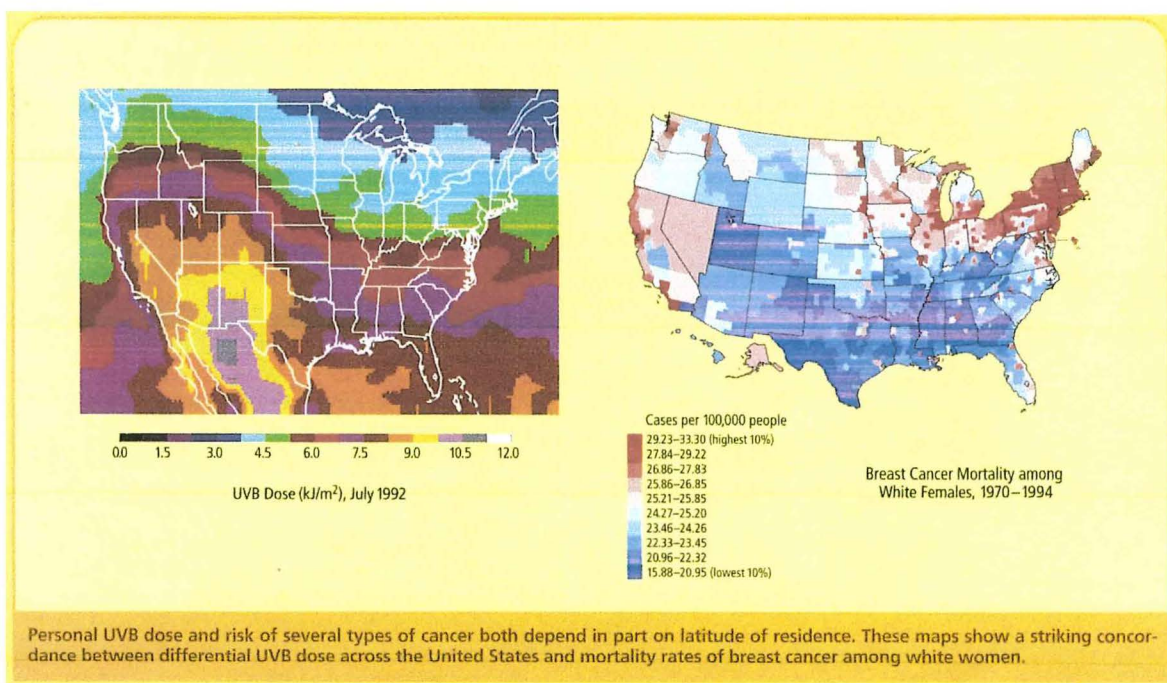 0.0 1.5 3.0 4.5 6.0 7.5 9.0 10.5 12.0
UVB Dose (kJ/m²), July 1992
Cases per 100,000 people
29.23–33.30 (highest 10%)
27.84–29.22
26.86–27.83
25.86–26.85
25.21–25.85
24.27–25.20
23.46–24.26
22.33–23.45
20.96–22.32
15.88–20.95 (lowest 10%)
Breast Cancer Mortality among
White Females, 1970–1994
Personal UVB dose and risk of several types of cancer both depend in part on latitude of residence. These maps show a striking concor-
dance between differential UVB dose across the United States and mortality rates of breast cancer among white women.